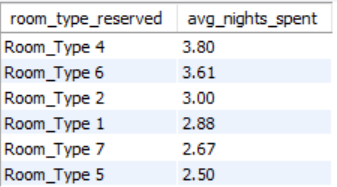 room_type_reserved avg_nights_spent
Room_Type 4 3.80
Room_Type 6 3.61
Room_Type 2 3.00
Room_Type 1 2.88
Room_Type 7 2.67
Room_Type 5 2.50